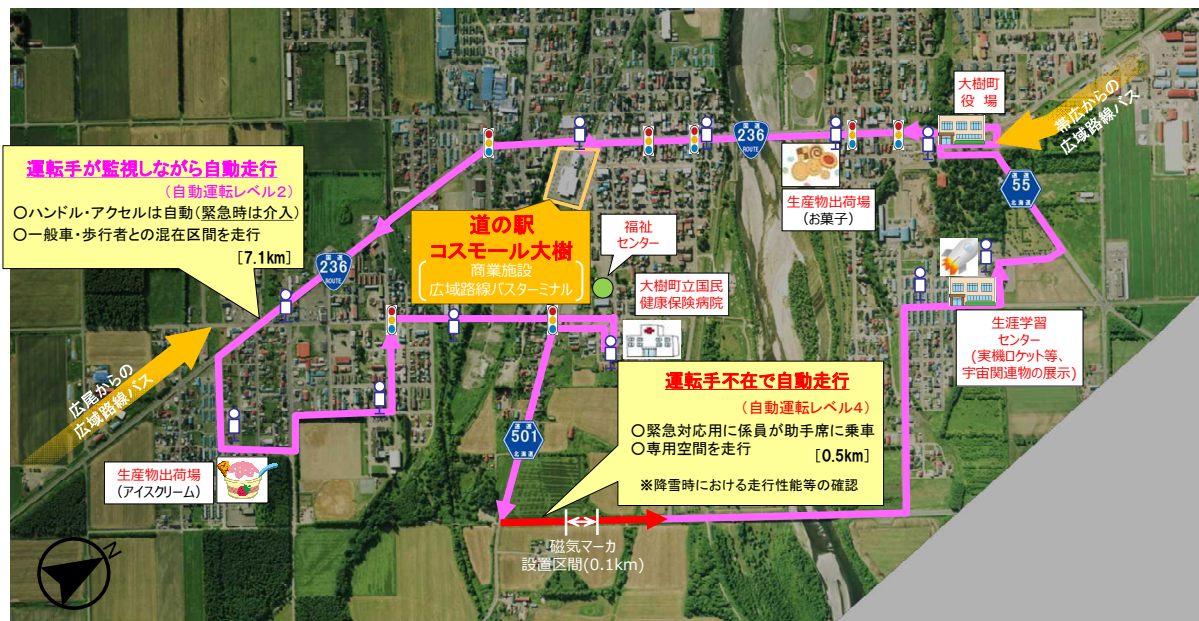 運転手が監視しながら自動走行
(自動運転レベル2)
○ハンドル・アクセルは自動(緊急時は介入)
○一般車・歩行者との混在区間を走行
[7.1km]
国道
236
ROUTE
広尾からの
広域路線バス
生産物出荷場
(アイスクリーム)
N
道の駅
コスモール大樹
商業施設
広域路線バスターミナル
福祉
センター
大樹町立国民
健康保険病院
国道
236
ROUTE
生産物出荷場
(お菓子)
大樹町
役 場
帯広からの
広域路線バス
道道
55
北海道
生涯学習
センター
(実機ロケット等、
宇宙関連物の展示)
道道
501
北海道
運転手不在で自動走行
(自動運転レベル4)
○緊急対応用に係員が助手席に乗車
○専用空間を走行
[0.5km]
※降雪時における走行性能等の確認
磁気マーカ
設置区間(0.1km)